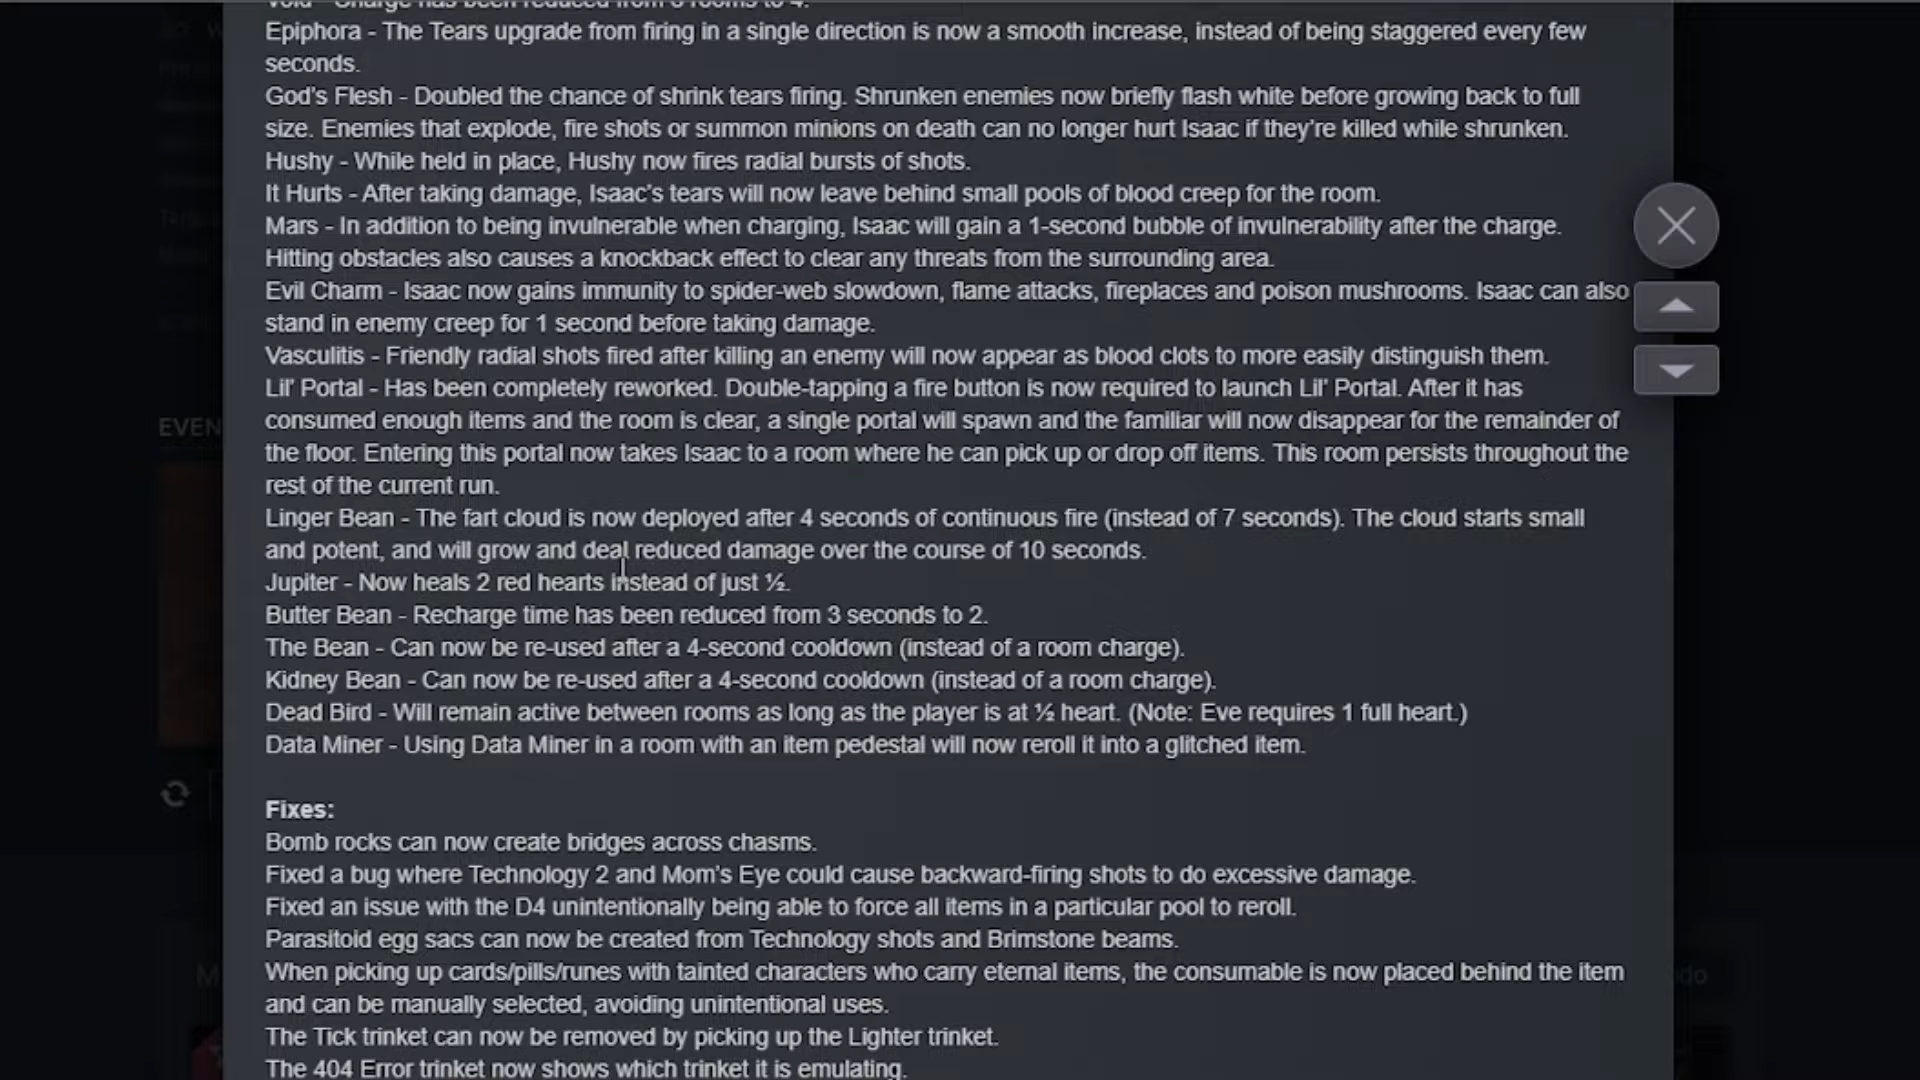 Void - Charge has been reduced from 6 rooms to 4.
Epiphora - The Tears upgrade from firing in a single direction is now a smooth increase, instead of being staggered every few
seconds.
God's Flesh - Doubled the chance of shrink tears firing. Shrunken enemies now briefly flash white before growing back to full
size. Enemies that explode, fire shots or summon minions on death can no longer hurt Isaac if they're killed while shrunken.
Hushy - While held in place, Hushy now fires radial bursts of shots.
It Hurts - After taking damage, Isaac's tears will now leave behind small pools of blood creep for the room.
Mars - In addition to being invulnerable when charging, Isaac will gain a 1-second bubble of invulnerability after the charge.
Hitting obstacles also causes a knockback effect to clear any threats from the surrounding area.
Evil Charm - Isaac now gains immunity to spider-web slowdown, flame attacks, fireplaces and poison mushrooms. Isaac can also
stand in enemy creep for 1 second before taking damage.
Vasculitis - Friendly radial shots fired after killing an enemy will now appear as blood clots to more easily distinguish them.
Lil' Portal - Has been completely reworked. Double-tapping a fire button is now required to launch Lil' Portal. After it has
consumed enough items and the room is clear, a single portal will spawn and the familiar will now disappear for the remainder of
EVEN
the floor. Entering this portal now takes Isaac to a room where he can pick up or drop off items. This room persists throughout the
rest of the current run.
Linger Bean - The fart cloud is now deployed after 4 seconds of continuous fire (instead of 7 seconds). The cloud starts small
and potent, and will grow and deal reduced damage over the course of 10 seconds.
Jupiter - Now heals 2 red hearts instead of just ½.
Butter Bean - Recharge time has been reduced from 3 seconds to 2.
The Bean - Can now be re-used after a 4-second cooldown (instead of a room charge).
Kidney Bean - Can now be re-used after a 4-second cooldown (instead of a room charge).
Dead Bird - Will remain active between rooms as long as the player is at ½ heart. (Note: Eve requires 1 full heart.)
Data Miner - Using Data Miner in a room with an item pedestal will now reroll it into a glitched item.
Fixes:
Bomb rocks can now create bridges across chasms.
Fixed a bug where Technology 2 and Mom's Eye could cause backward-firing shots to do excessive damage.
Fixed an issue with the D4 unintentionally being able to force all items in a particular pool to reroll.
Parasitoid egg sacs can now be created from Technology shots and Brimstone beams.
When picking up cards/pills/runes with tainted characters who carry eternal items, the consumable is now placed behind the item
and can be manually selected, avoiding unintentional uses.
The Tick trinket can now be removed by picking up the Lighter trinket.
The 404 Error trinket now shows which trinket it is emulating.